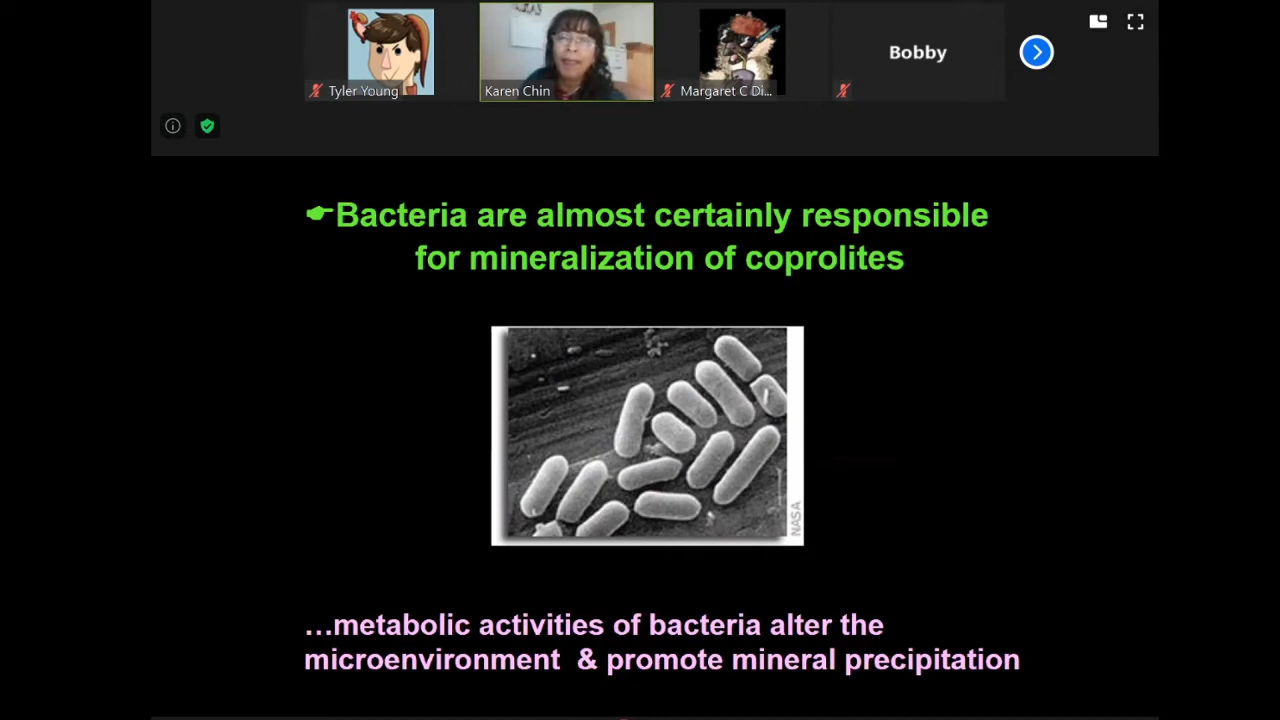 Bobby
Tyler Young
Karen Chin
Margaret C Di...
☛Bacteria are almost certainly responsible
for mineralization of coprolites
NASA
...metabolic activities of bacteria alter the
microenvironment & promote mineral precipitation